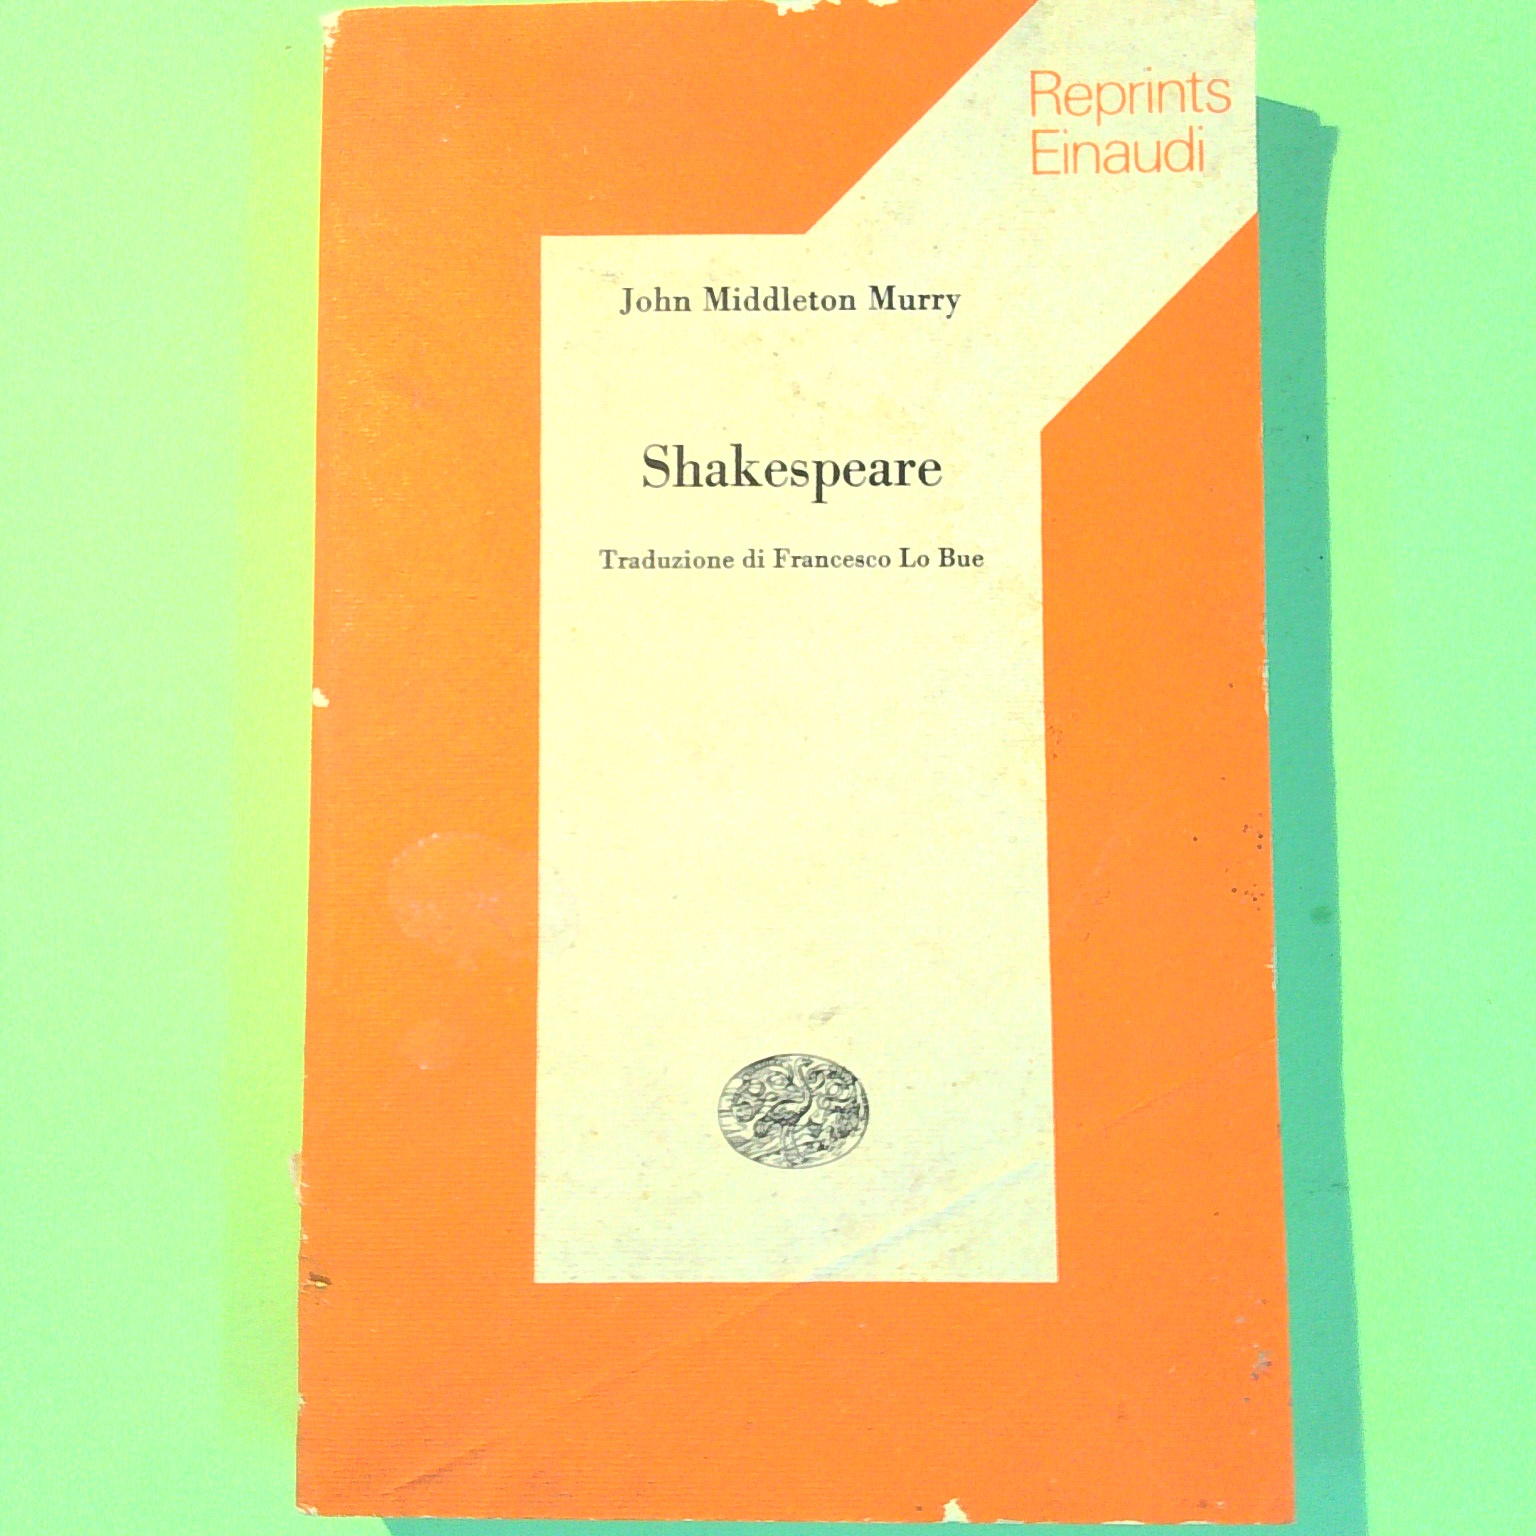 Reprints
Einaudi
John Middleton Murry
Shakespeare
Traduzione di Francesco Lo Bue